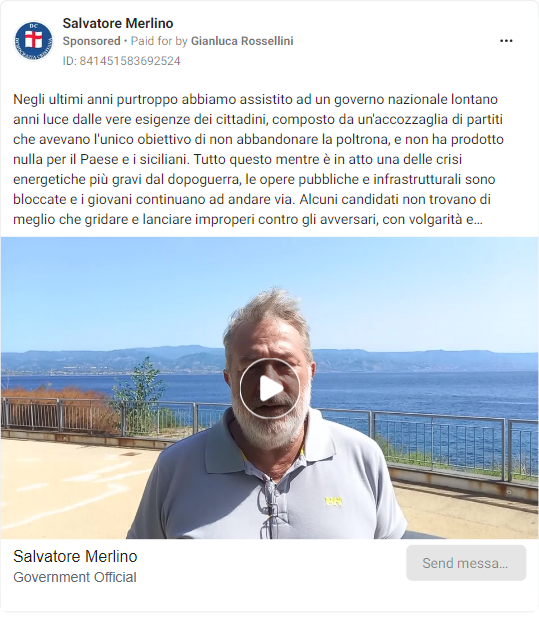 Salvatore Merlino
Sponsored • Paid for by Gianluca Rossellini
ID: 841451583692524
Negli ultimi anni purtroppo abbiamo assistito ad un governo nazionale lontano
anni luce dalle vere esigenze dei cittadini, composto da un'accozzaglia di partiti
che avevano l'unico obiettivo di non abbandonare la poltrona, e non ha prodotto
nulla per il Paese e i siciliani. Tutto questo mentre è in atto una delle crisi
energetiche più gravi dal dopoguerra, le opere pubbliche e infrastrutturali sono
bloccate e i giovani continuano ad andare via. Alcuni candidati non trovano di
meglio che gridare e lanciare improperi contro gli avversari, con volgarità e…
Salvatore Merlino
Government Official
Send messa…